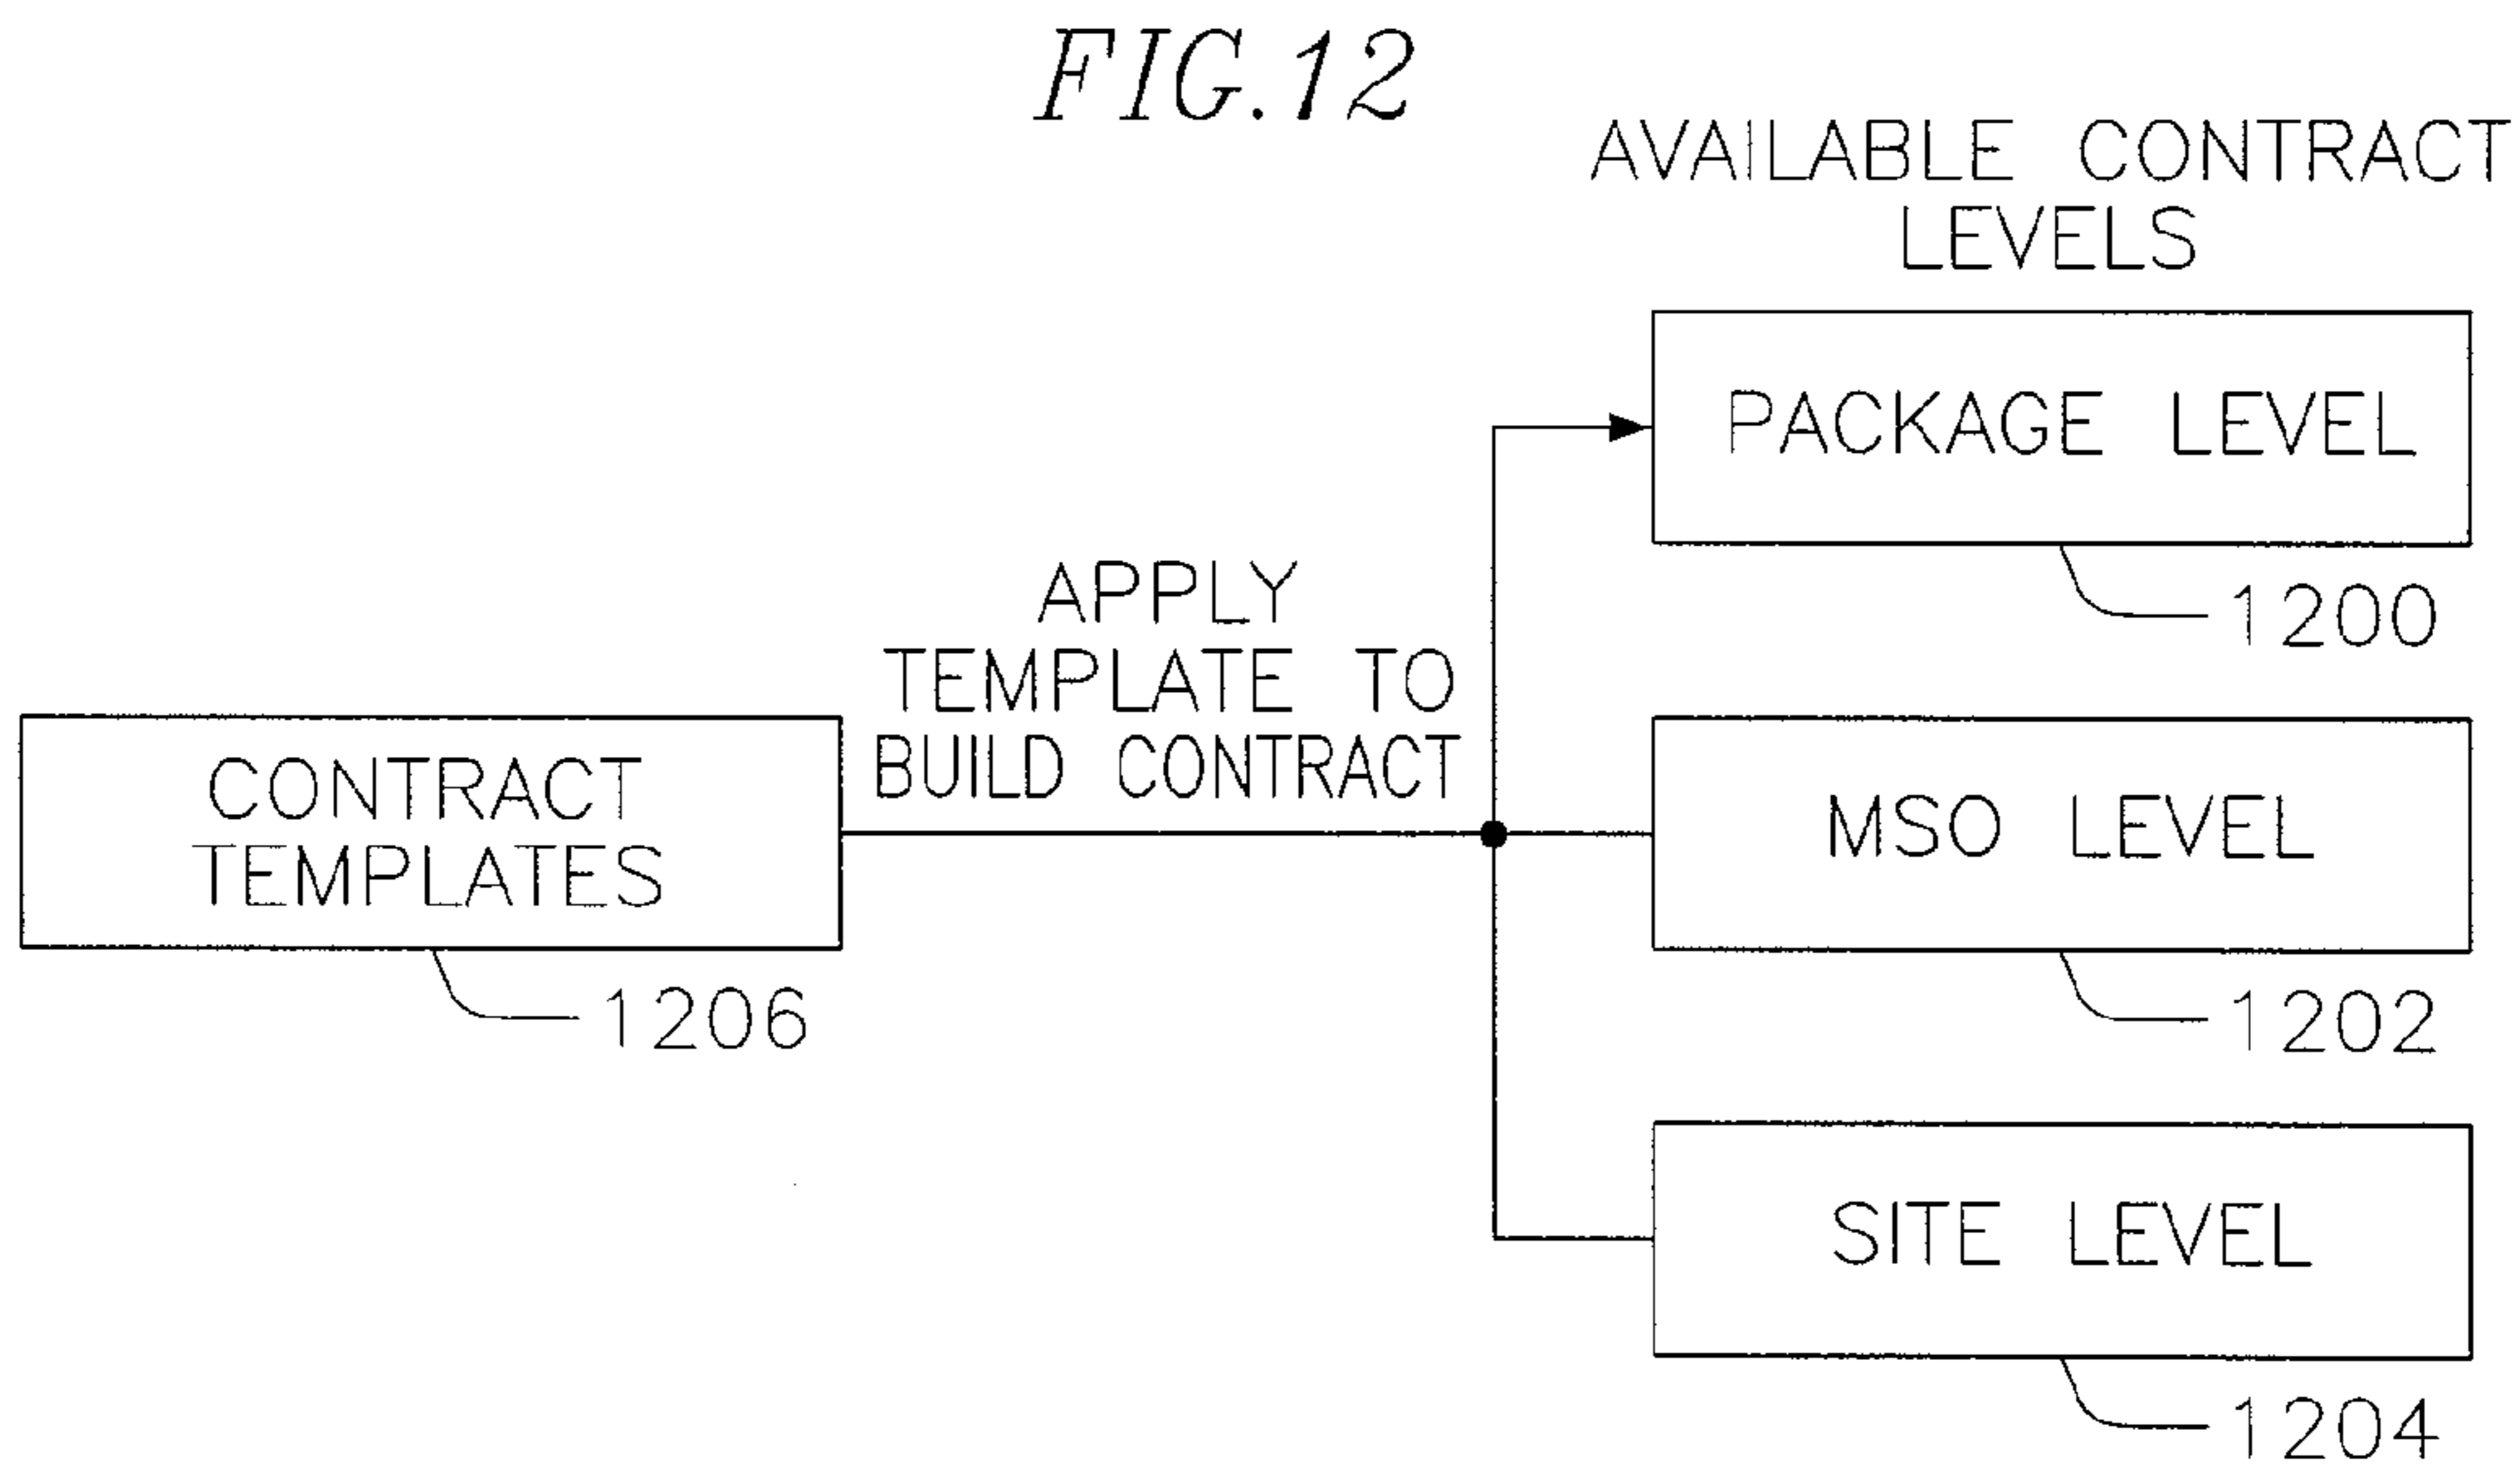 FIG.12
AVAILABLE CONTRACT
LEVELS
PACKAGE LEVEL
1200
APPLY
TEMPLATE TO
BUILD CONTRACT
CONTRACT
TEMPLATES
1206
MSO LEVEL
1202
SITE LEVEL
1204